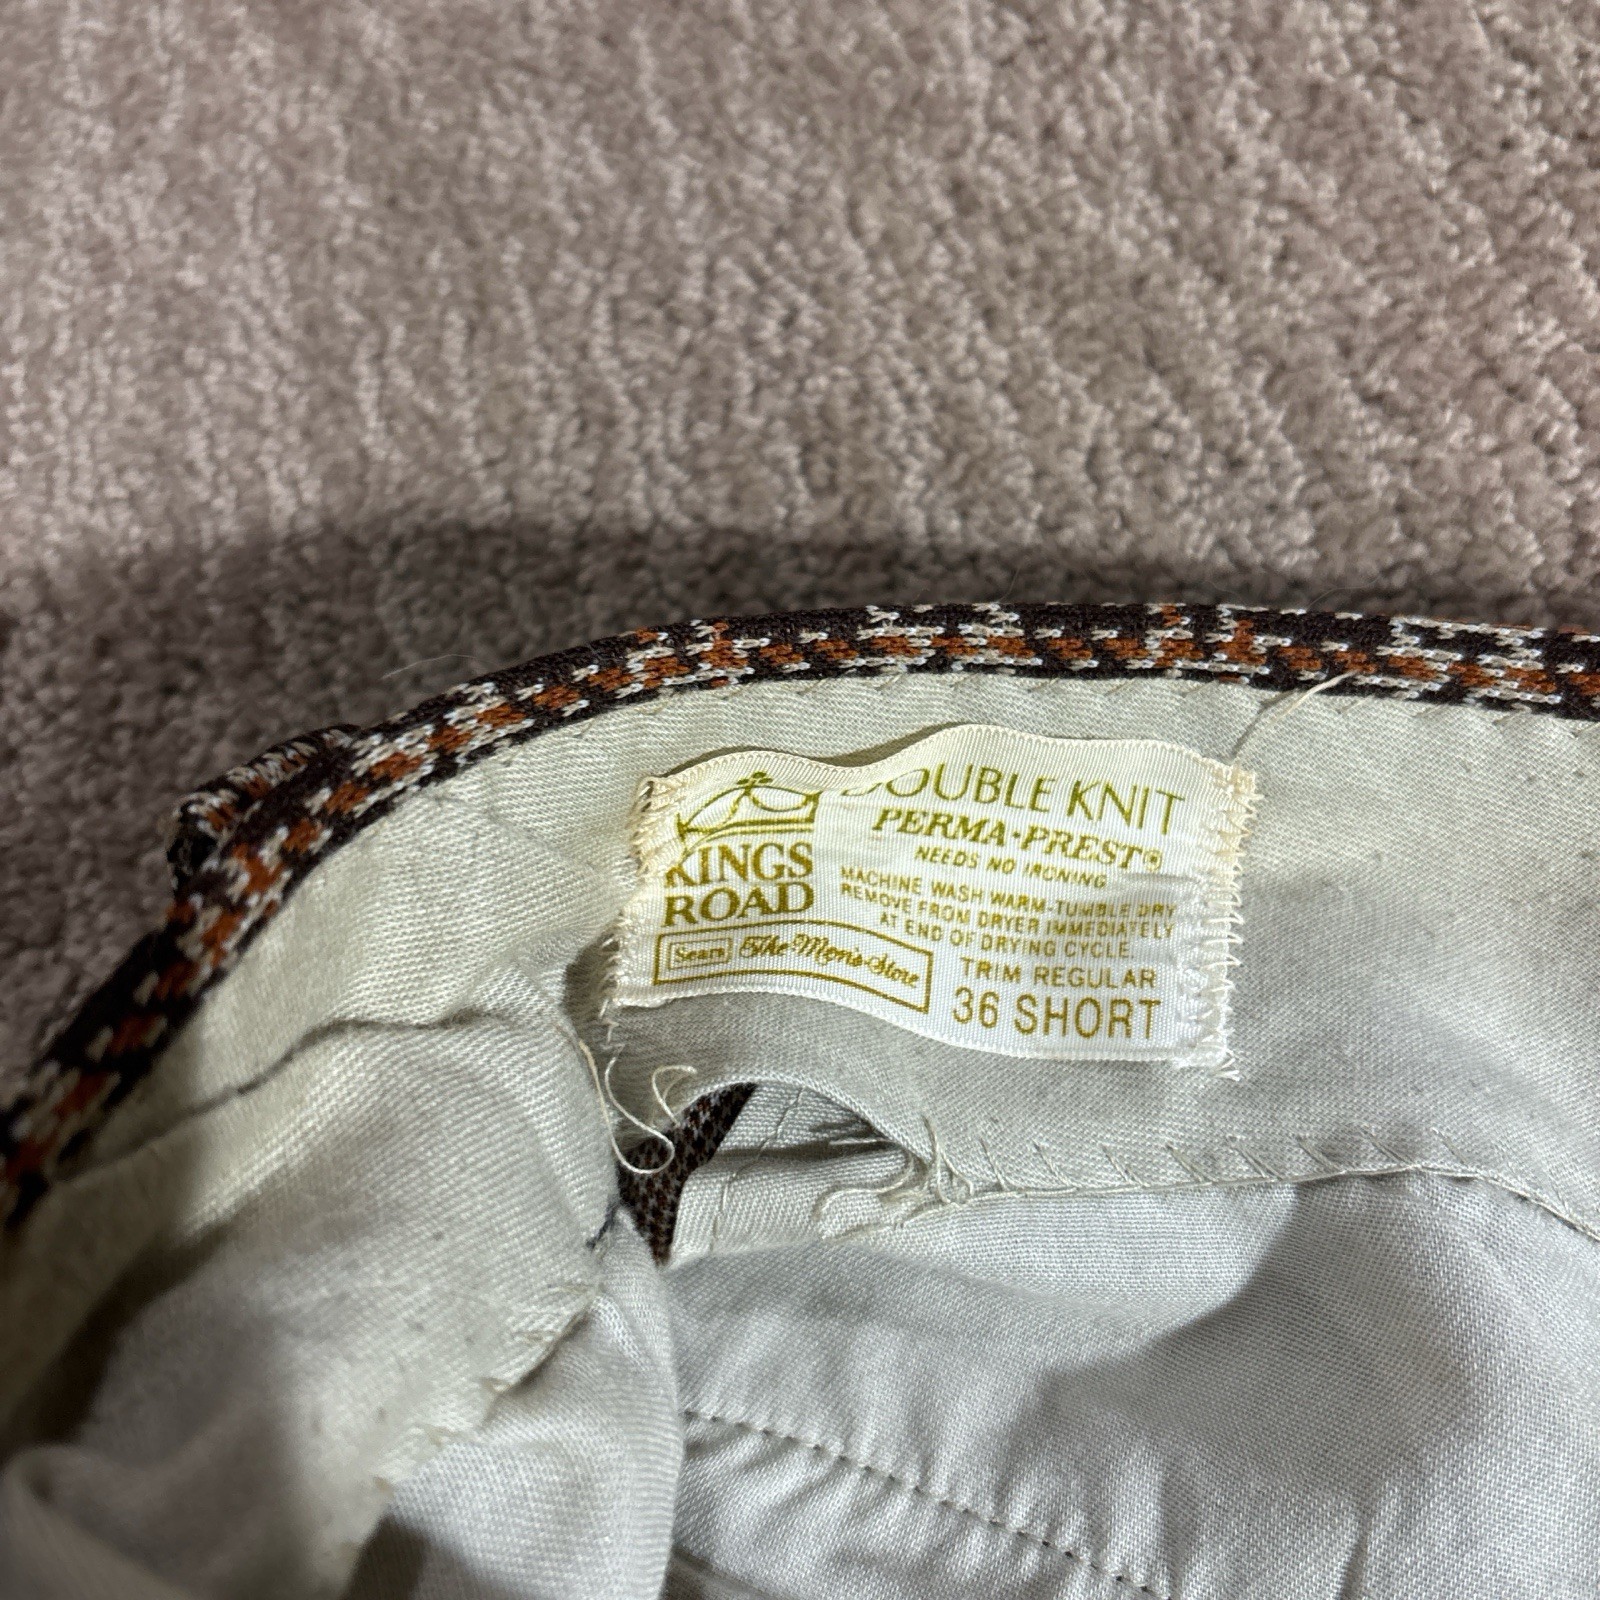 KINGS
ROAD
Sears The Men's Store
DOUBLE KNIT
PERMA·PREST®
NEEDS NO IRONING
MACHINE WASH WARM-TUMBLE DRY
REMOVE FROM DRYER IMMEDIATELY
AT END OF DRYING CYCLE.
TRIM REGULAR
36 SHORT